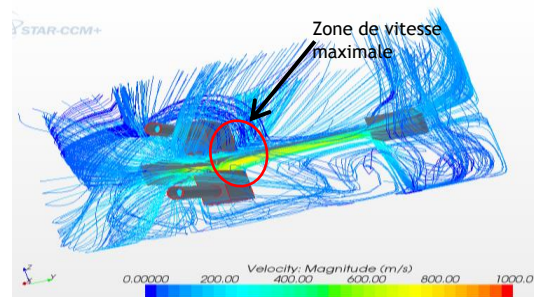 STAR-CCM+
Zone de vitesse
maximale
Z
Y
Velocity: Magnitude (m/s)
0.00000 200.00 400.00 600.00 800.00 1000.0